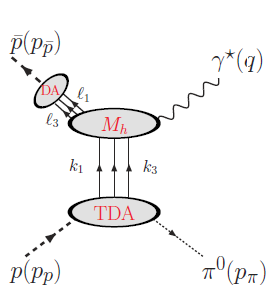 p̄(p_p̄)
γ*(q)
DA
ℓ₁
ℓ₃
M_h
k₁ k₃
TDA
p(p_p)
π⁰(p_π)